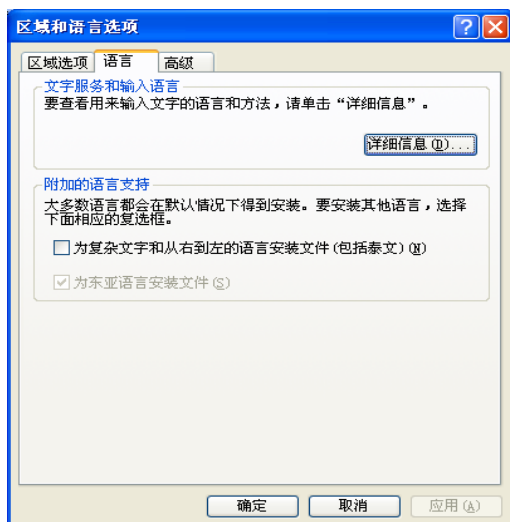 区域和语言选项
区域选项 语言 高级
文字服务和输入语言
要查看用来输入文字的语言和方法，请单击“详细信息”。
详细信息(D)...
附加的语言支持
大多数语言都会在默认情况下得到安装。要安装其他语言，选择
下面相应的复选框。
为复杂文字和从右到左的语言安装文件(包括泰文)(N)
为东亚语言安装文件(S)
确定 取消 应用(A)